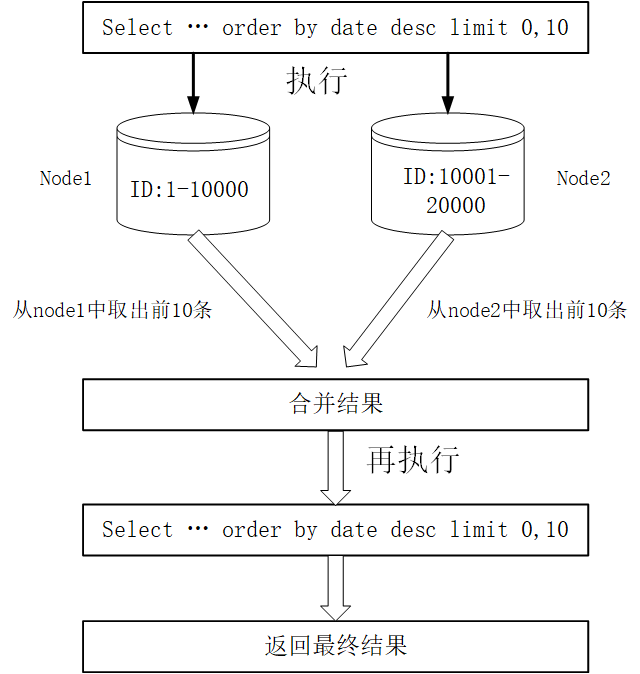 Select … order by date desc limit 0,10
执行
Node1
ID:1-10000
ID:10001-
20000
Node2
从node1中取出前10条
从node2中取出前10条
合并结果
再执行
Select … order by date desc limit 0,10
返回最终结果